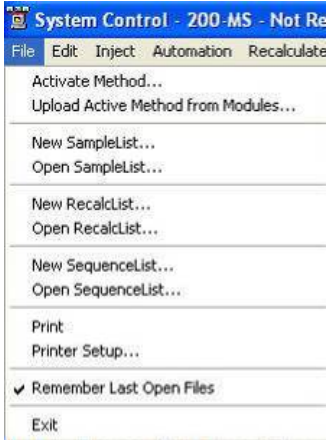 System Control - 200-MS - Not Re
File Edit Inject Automation Recalculate
Activate Method...
Upload Active Method from Modules...
New SampleList...
Open SampleList...
New RecalcList...
Open RecalcList...
New SequenceList...
Open SequenceList...
Print
Printer Setup...
Remember Last Open Files
Exit